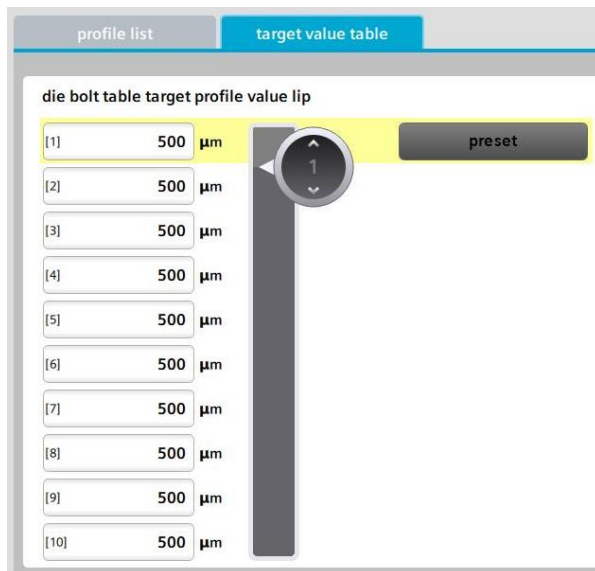 profile list target value table
die bolt table target profile value lip
[1] 500 µm 1 preset
[2] 500 µm
[3] 500 µm
[4] 500 µm
[5] 500 µm
[6] 500 µm
[7] 500 µm
[8] 500 µm
[9] 500 µm
[10] 500 µm